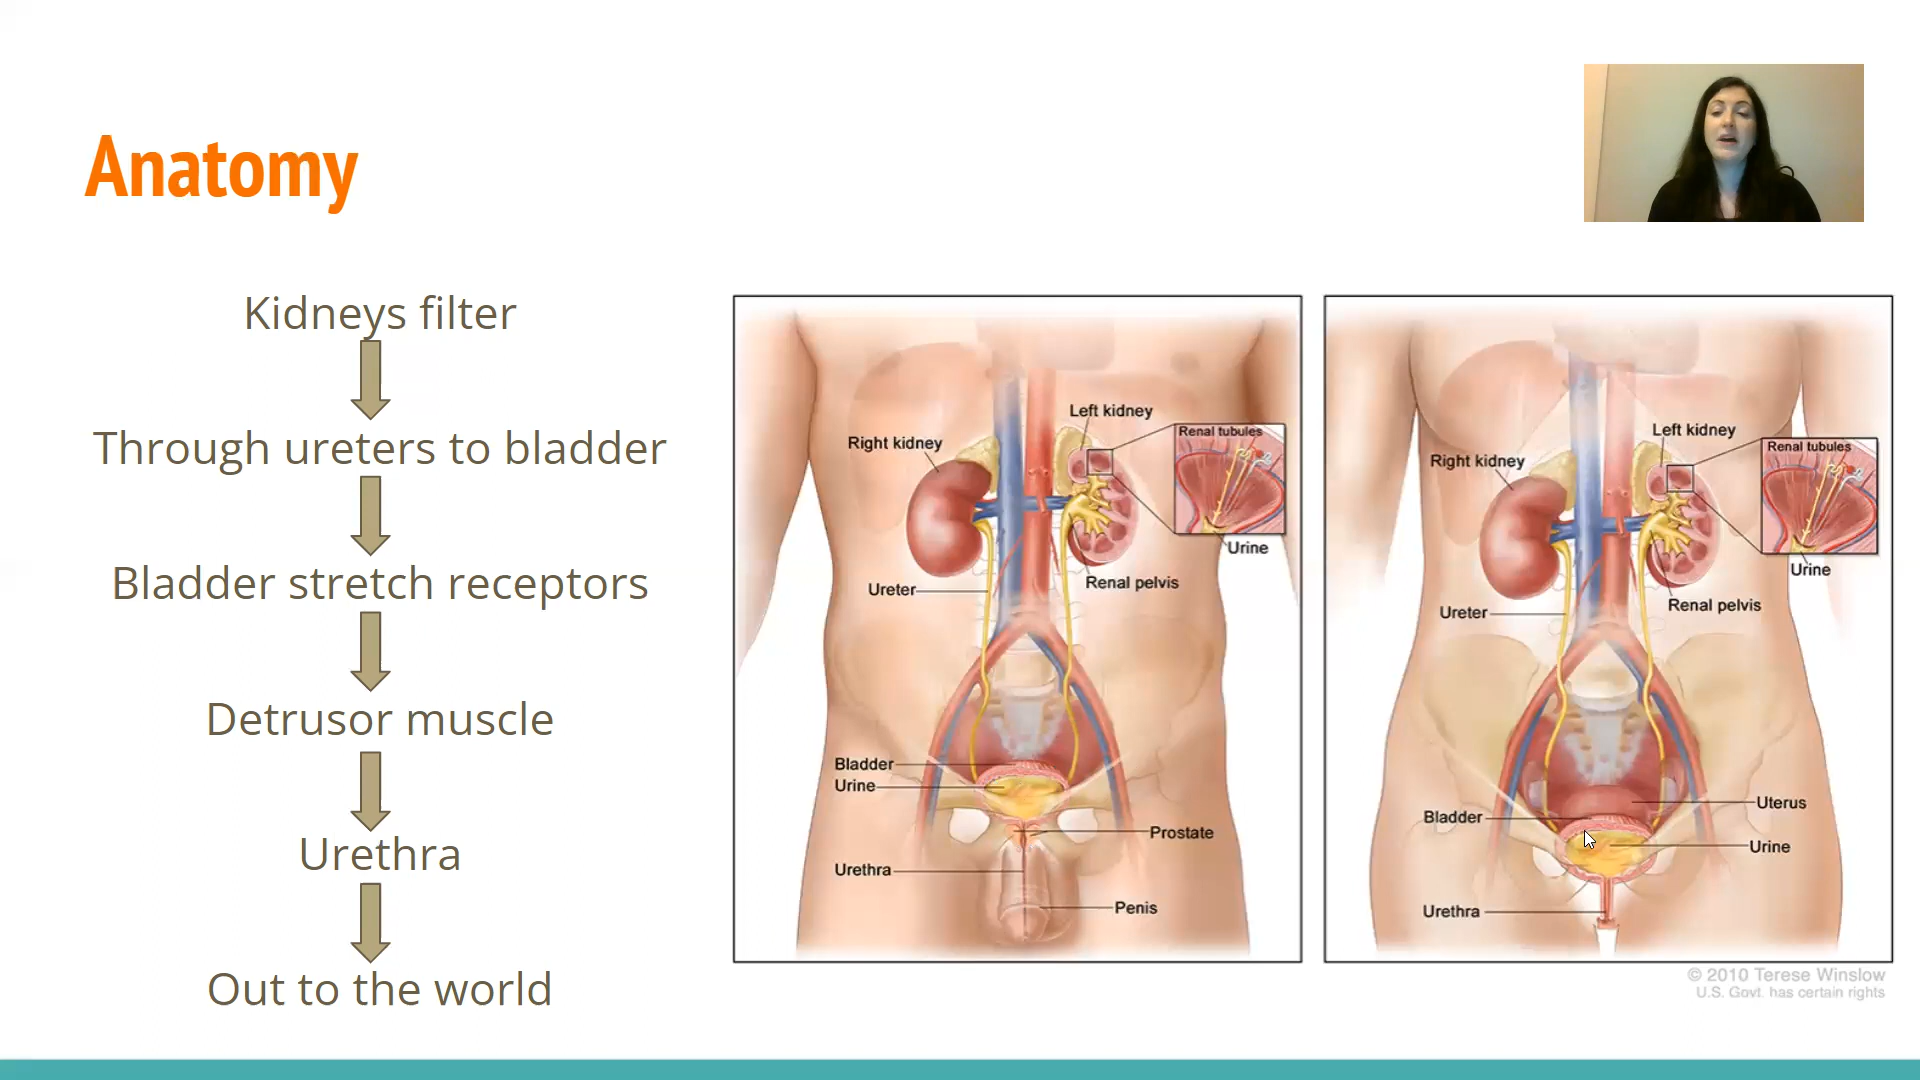 Anatomy
Kidneys filter
Through ureters to bladder
Bladder stretch receptors
Detrusor muscle
Urethra
Out to the world
Left kidney
Right kidney
Renal tubules
Urine
Renal pelvis
Ureter
Bladder
Urine
Prostate
Urethra
Penis
Left kidney
Right kidney
Renal tubules
Urine
Renal pelvis
Ureter
Uterus
Bladder
Urine
Urethra
© 2010 Terese Winslow
U.S. Govt. has certain rights